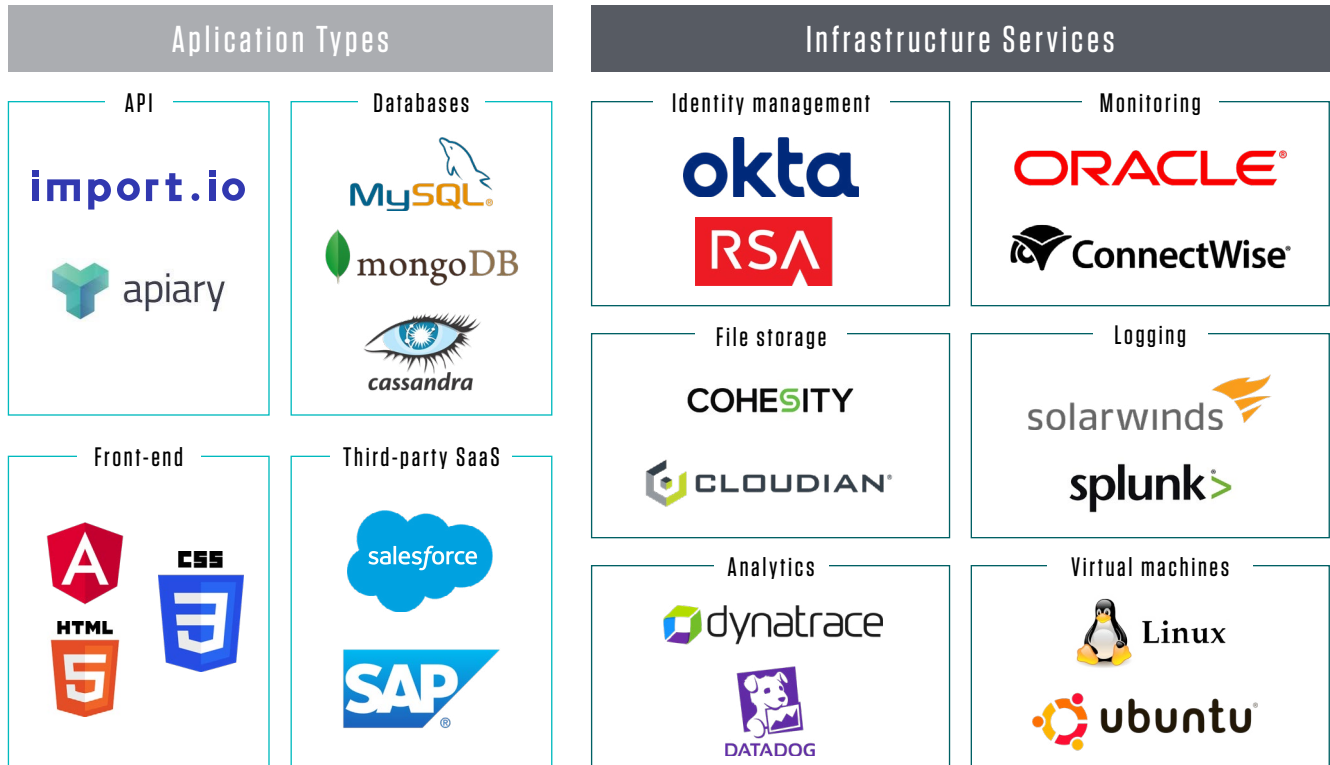 Aplication Types
API
import.io
apiary
Databases
MySQL®
mongoDB
cassandra
Front-end
A
CSS
3
HTML
5
Third-party SaaS
salesforce
SAP®
Infrastructure Services
Identity management
okta
RSA
Monitoring
ORACLE®
ConnectWise®
File storage
COHESITY
CLOUDIAN®
Logging
solarwinds
splunk>
Analytics
dynatrace
DATADOG
Virtual machines
Linux
ubuntu®